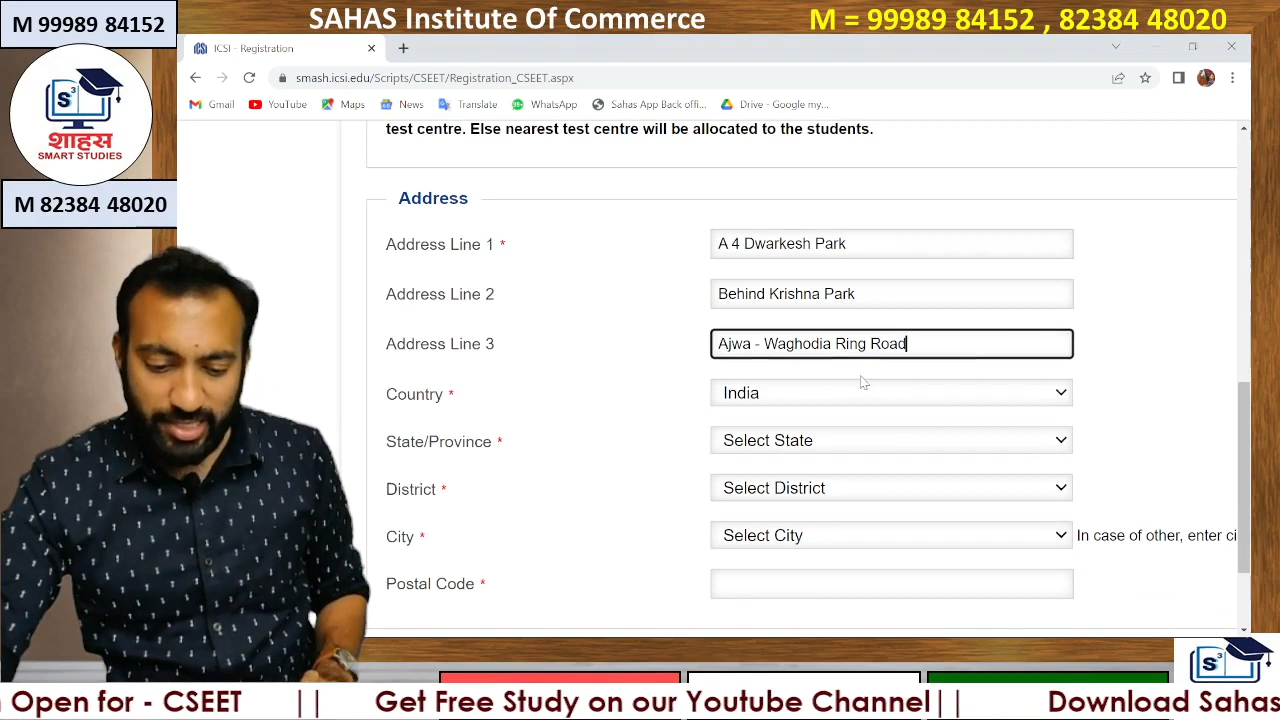 M 99989 84152
SAHAS Institute Of Commerce
M = 99989 84152 , 82384 48020
ICSI - Registration
smash.icsi.edu/Scripts/CSEET/Registration_CSEET.aspx
Gmail
YouTube
Maps
News
Translate
WhatsApp
Sahas App Back offi...
Drive - Google my...
S3
शाहस
SMART STUDIES
M 82384 48020
test centre. Else nearest test centre will be allocated to the students.
Address
Address Line 1 *
A 4 Dwarkesh Park
Address Line 2
Behind Krishna Park
Address Line 3
Ajwa - Waghodia Ring Road
Country *
India
State/Province *
Select State
District *
Select District
City *
Select City
In case of other, enter ci
Postal Code *
S3
Open for - CSEET || Get Free Study on our Youtube Channel || Download Sahas